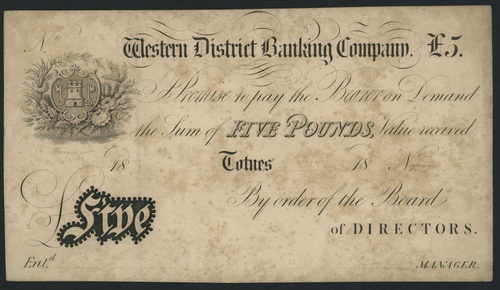 No
Western District Banking Company. £5.
I Promise to pay the Bearer on Demand
the Sum of FIVE POUNDS, Value received
18 Totnes 18 No
By order of the Board
£ Five of DIRECTORS.
Ent.d MANAGER.